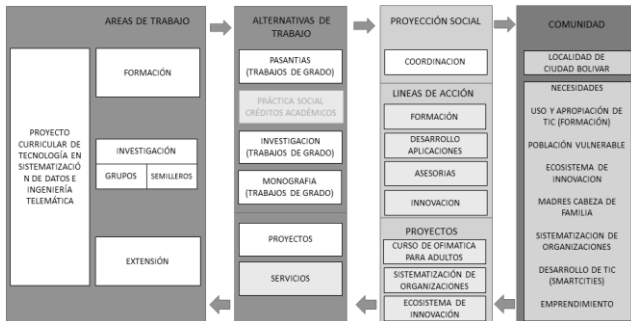 AREAS DE TRABAJO
PROYECTO
CURRICULAR DE
TECNOLOGÍA EN
SISTEMATIZACIÓ
N DE DATOS E
INGENIERÍA
TELEMÁTICA
FORMACIÓN
INVESTIGACIÓN
GRUPOS
SEMILLEROS
EXTENSIÓN
ALTERNATIVAS DE
TRABAJO
PASANTIAS
(TRABAJOS DE GRADO)
PRÁCTICA SOCIAL
CRÉDITOS ACADÉMICOS
INVESTIGACION
(TRABAJOS DE GRADO)
MONOGRAFIA
(TRABAJOS DE GRADO)
PROYECTOS
SERVICIOS
PROYECCIÓN SOCIAL
COORDINACION
LINEAS DE ACCIÓN
FORMACIÓN
DESARROLLO
APLICACIONES
ASESORIAS
INNOVACION
PROYECTOS
CURSO DE OFIMATICA
PARA ADULTOS
SISTEMATIZACIÓN DE
ORGANIZACIONES
ECOSISTEMA DE
INNOVACIÓN
COMUNIDAD
LOCALIDAD DE
CIUDAD BOLIVAR
NECESIDADES
USO Y APROPIACIÓN DE
TIC (FORMACIÓN)
POBLACIÓN VULNERABLE
ECOSISTEMA DE
INNOVACION
MADRES CABEZA DE
FAMILIA
SISTEMATIZACION DE
ORGANIZACIONES
DESARROLLO DE TIC
(SMARTCITIES)
EMPRENDIMIENTO